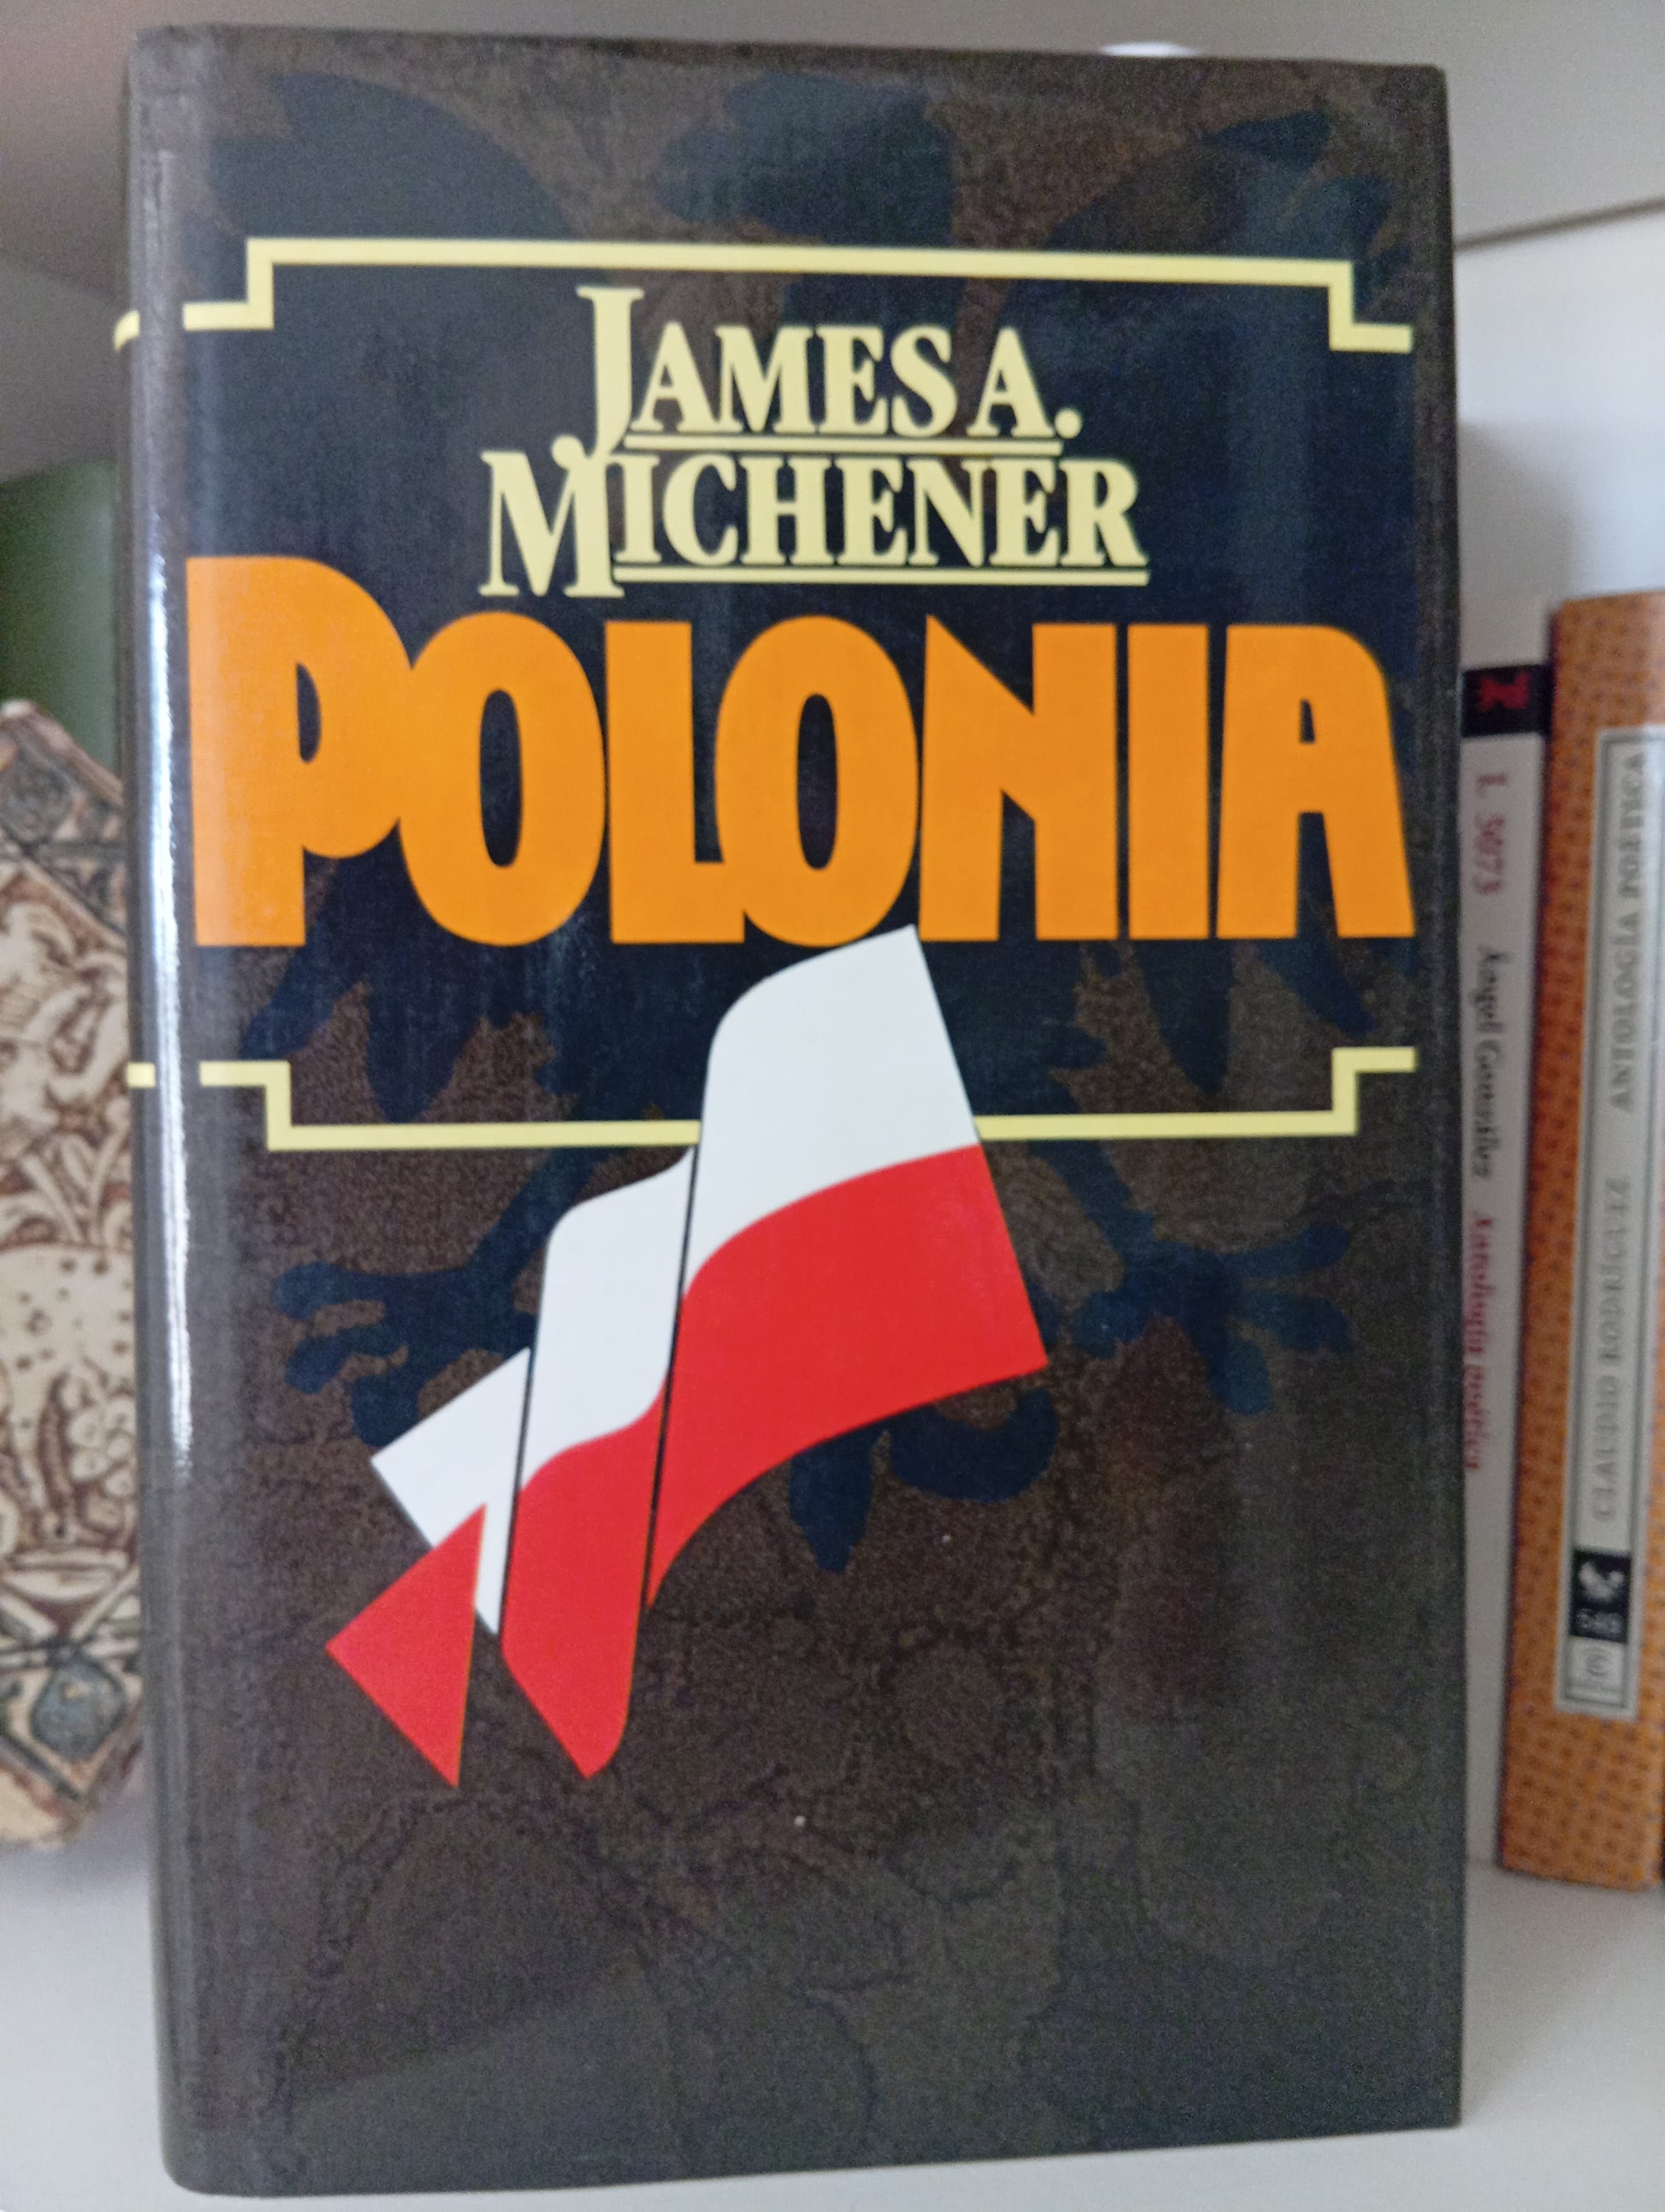 JAMES A.
MICHENER
POLONIA
L 5073 Ángel González Antología poética
CLAUDIO RODRÍGUEZ ANTOLOGÍA POÉTICA